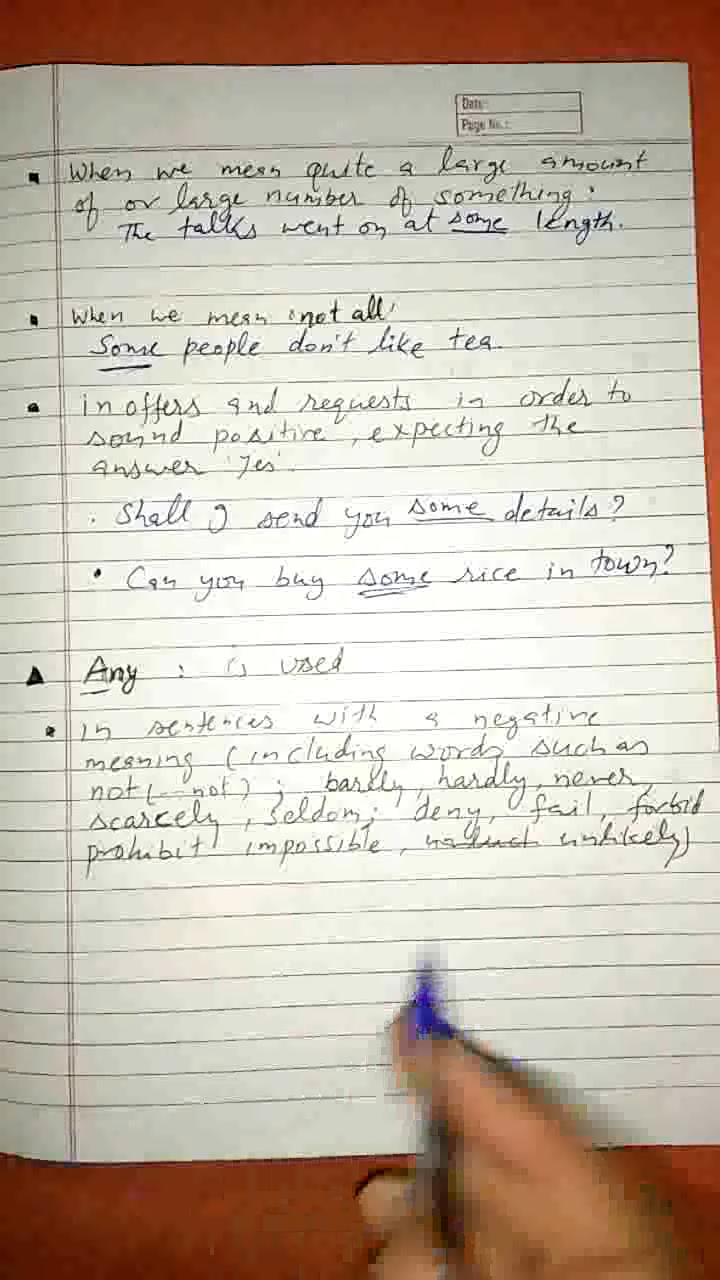 Date:
Page No.:
When we mean quite a large amount
of or large number of something:
The talks went on at some length.
When we mean 'not all'
Some people don't like tea.
in offers and requests in order to
sound positive, expecting the
answer 'Yes'.
. Shall I send you some details?
• Can you buy some rice in town?
▲ Any : is used
• in sentences with a negative
meaning (including words such as
not (--not) ; barely, hardly, never,
scarcely, seldom; deny, fail, forbid
prohibit impossible, unlikely)